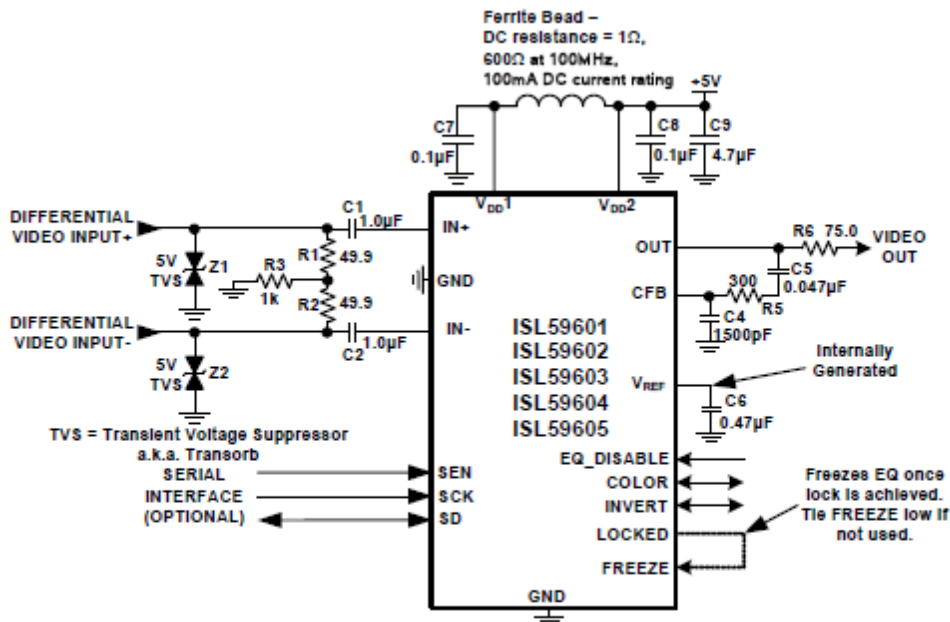 Ferrite Bead –
DC resistance = 1Ω,
600Ω at 100MHz,
100mA DC current rating
+5V
C7
0.1µF
C8
0.1µF
C9
4.7µF
VDD1
VDD2
DIFFERENTIAL
VIDEO INPUT+
C1
1.0µF
IN+
5V
TVS
Z1
R1
49.9
R3
1k
GND
R2
49.9
DIFFERENTIAL
VIDEO INPUT-
C2
1.0µF
IN-
5V
TVS
Z2
TVS = Transient Voltage Suppressor
a.k.a. Transorb
SERIAL
INTERFACE
(OPTIONAL)
SEN
SCK
SD
ISL59601
ISL59602
ISL59603
ISL59604
ISL59605
OUT
R6 75.0
VIDEO
OUT
C5
0.047µF
CFB
300
R5
C4
1500pF
VREF
Internally
Generated
C6
0.47µF
EQ_DISABLE
COLOR
INVERT
LOCKED
FREEZE
Freezes EQ once
lock is achieved.
Tie FREEZE low if
not used.
GND